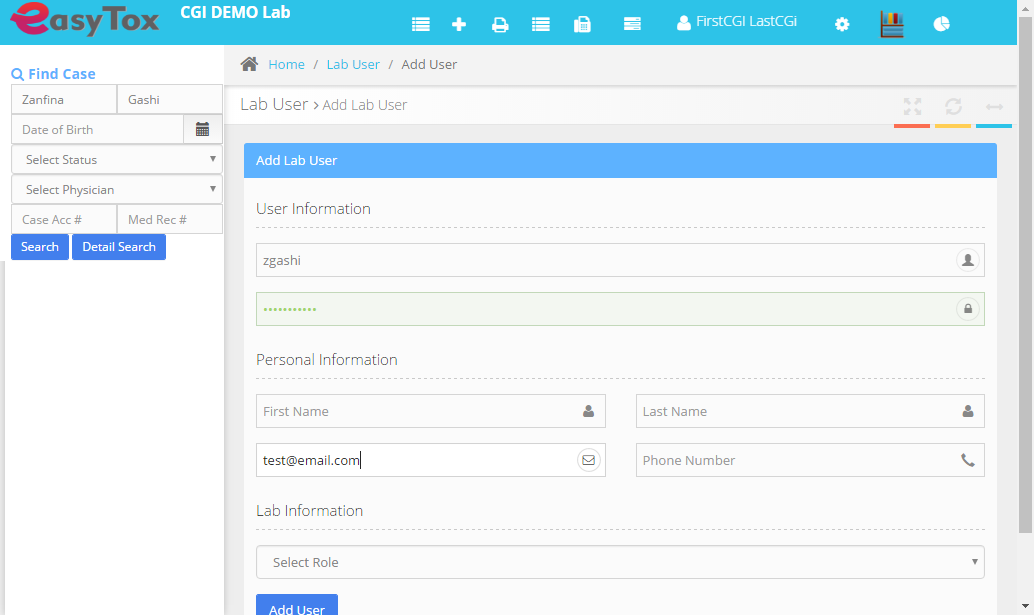 easyTox
CGI DEMO Lab
FirstCGI LastCGi
Find Case
Zanfina Gashi
Date of Birth
Select Status
Select Physician
Case Acc # Med Rec #
Search Detail Search
Home / Lab User / Add User
Lab User > Add Lab User
Add Lab User
User Information
zgashi
•••••••••••
Personal Information
First Name Last Name
test@email.com Phone Number
Lab Information
Select Role
Add User